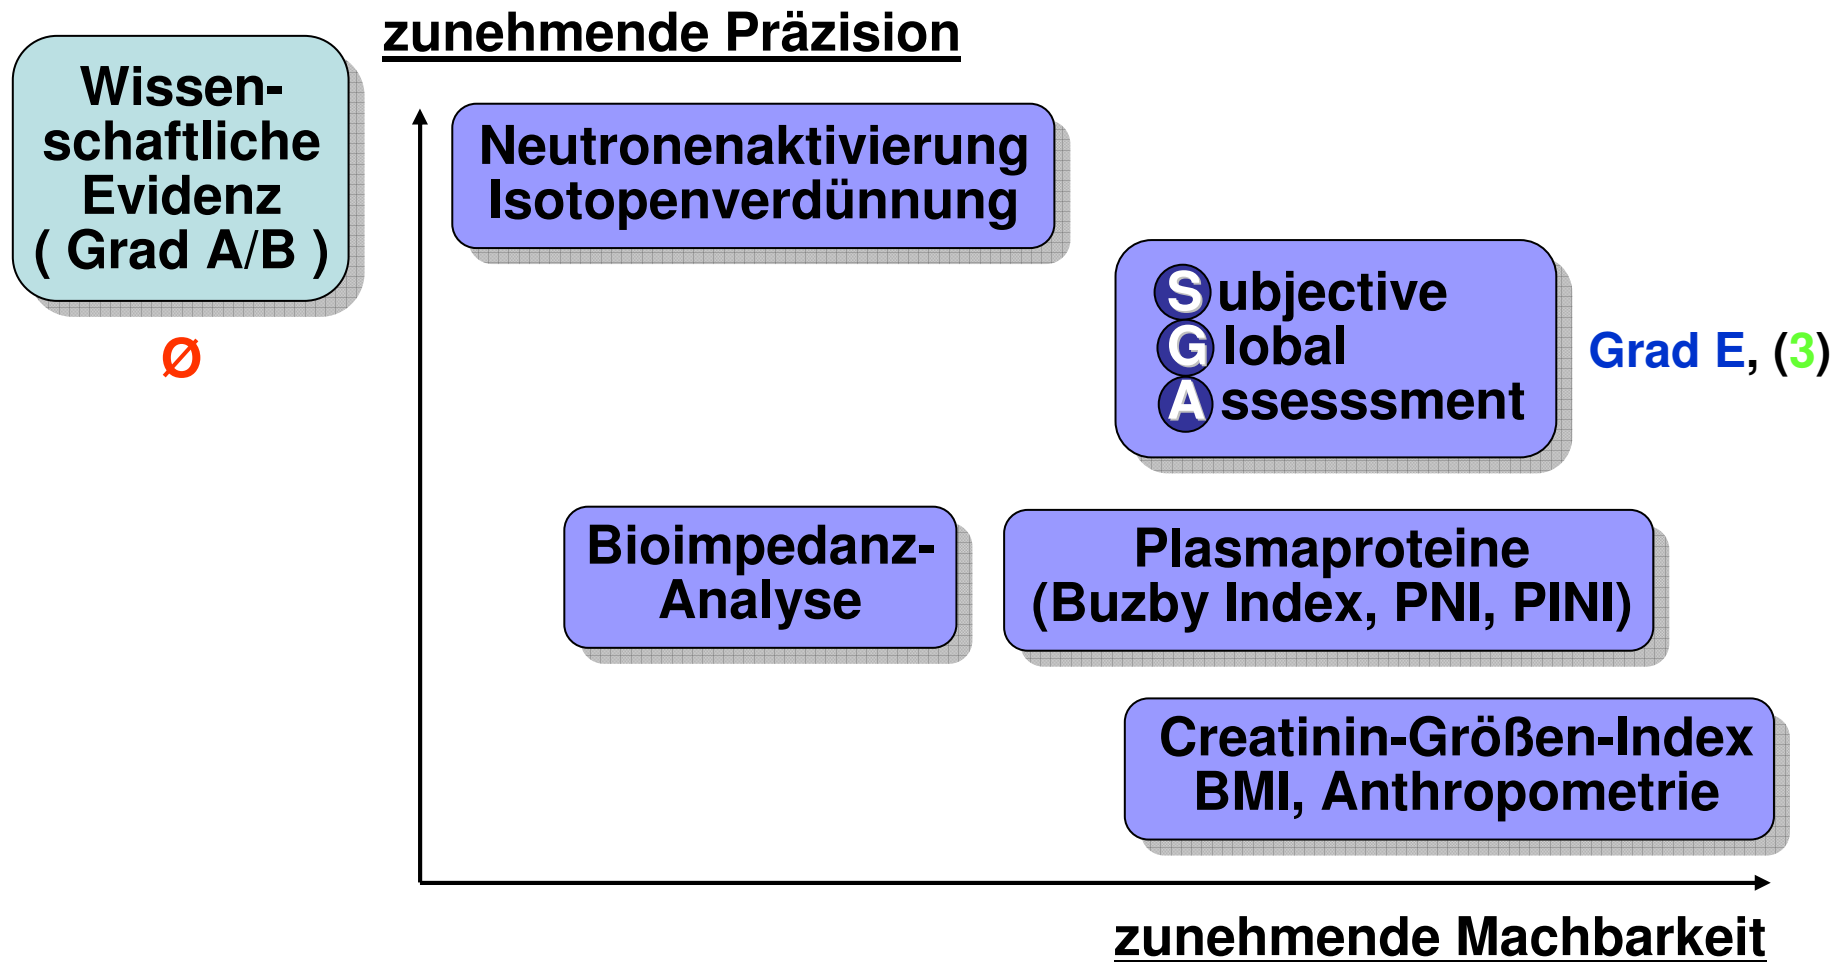 zunehmende Präzision
Wissen-
schaftliche
Evidenz
( Grad A/B )
Ø
Neutronenaktivierung
Isotopenverdünnung
Subjective
Global
Assesssment
Grad E, (3)
Bioimpedanz-
Analyse
Plasmaproteine
(Buzby Index, PNI, PINI)
Creatinin-Größen-Index
BMI, Anthropometrie
zunehmende Machbarkeit